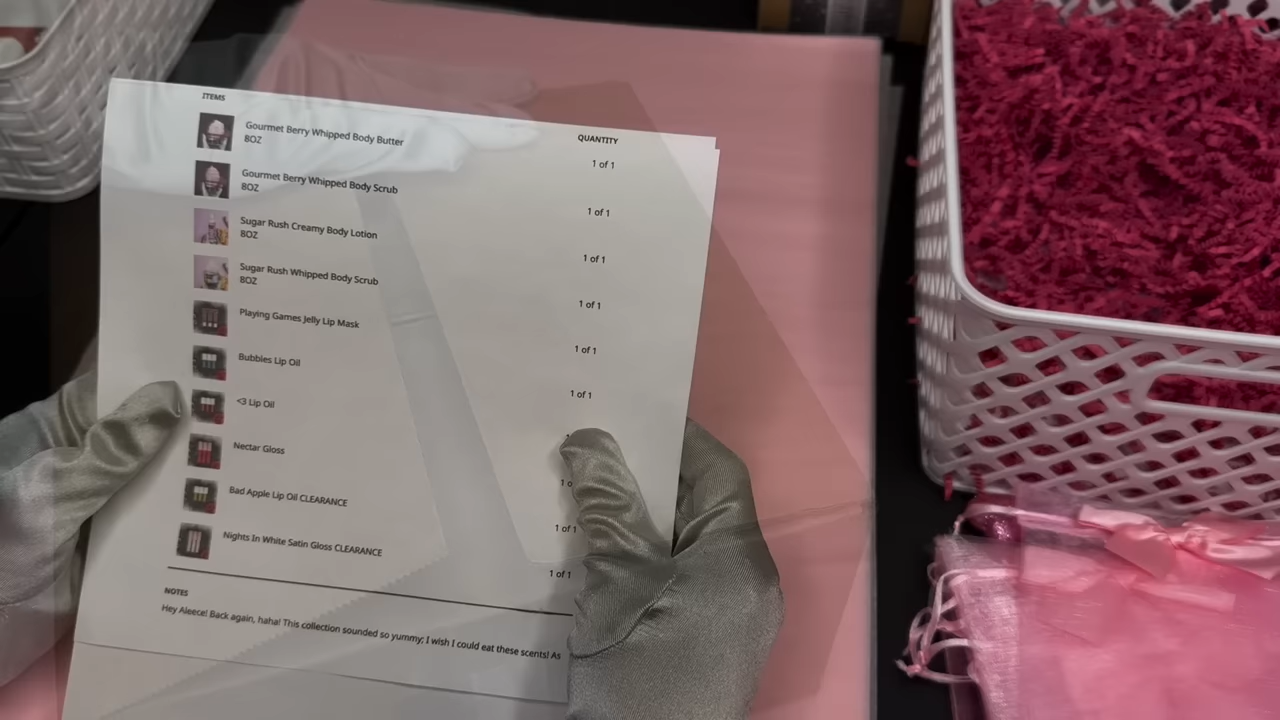 ITEMS
QUANTITY
Gourmet Berry Whipped Body Butter
8OZ
1 of 1
Gourmet Berry Whipped Body Scrub
8OZ
1 of 1
Sugar Rush Creamy Body Lotion
8OZ
1 of 1
Sugar Rush Whipped Body Scrub
8OZ
1 of 1
Playing Games Jelly Lip Mask
1 of 1
Bubbles Lip Oil
1 of 1
<3 Lip Oil
Nectar Gloss
1 o
Bad Apple Lip Oil CLEARANCE
1 of 1
Nights In White Satin Gloss CLEARANCE
1 of 1
NOTES
Hey Aleece! Back again, haha! This collection sounded so yummy; I wish I could eat these scents! As